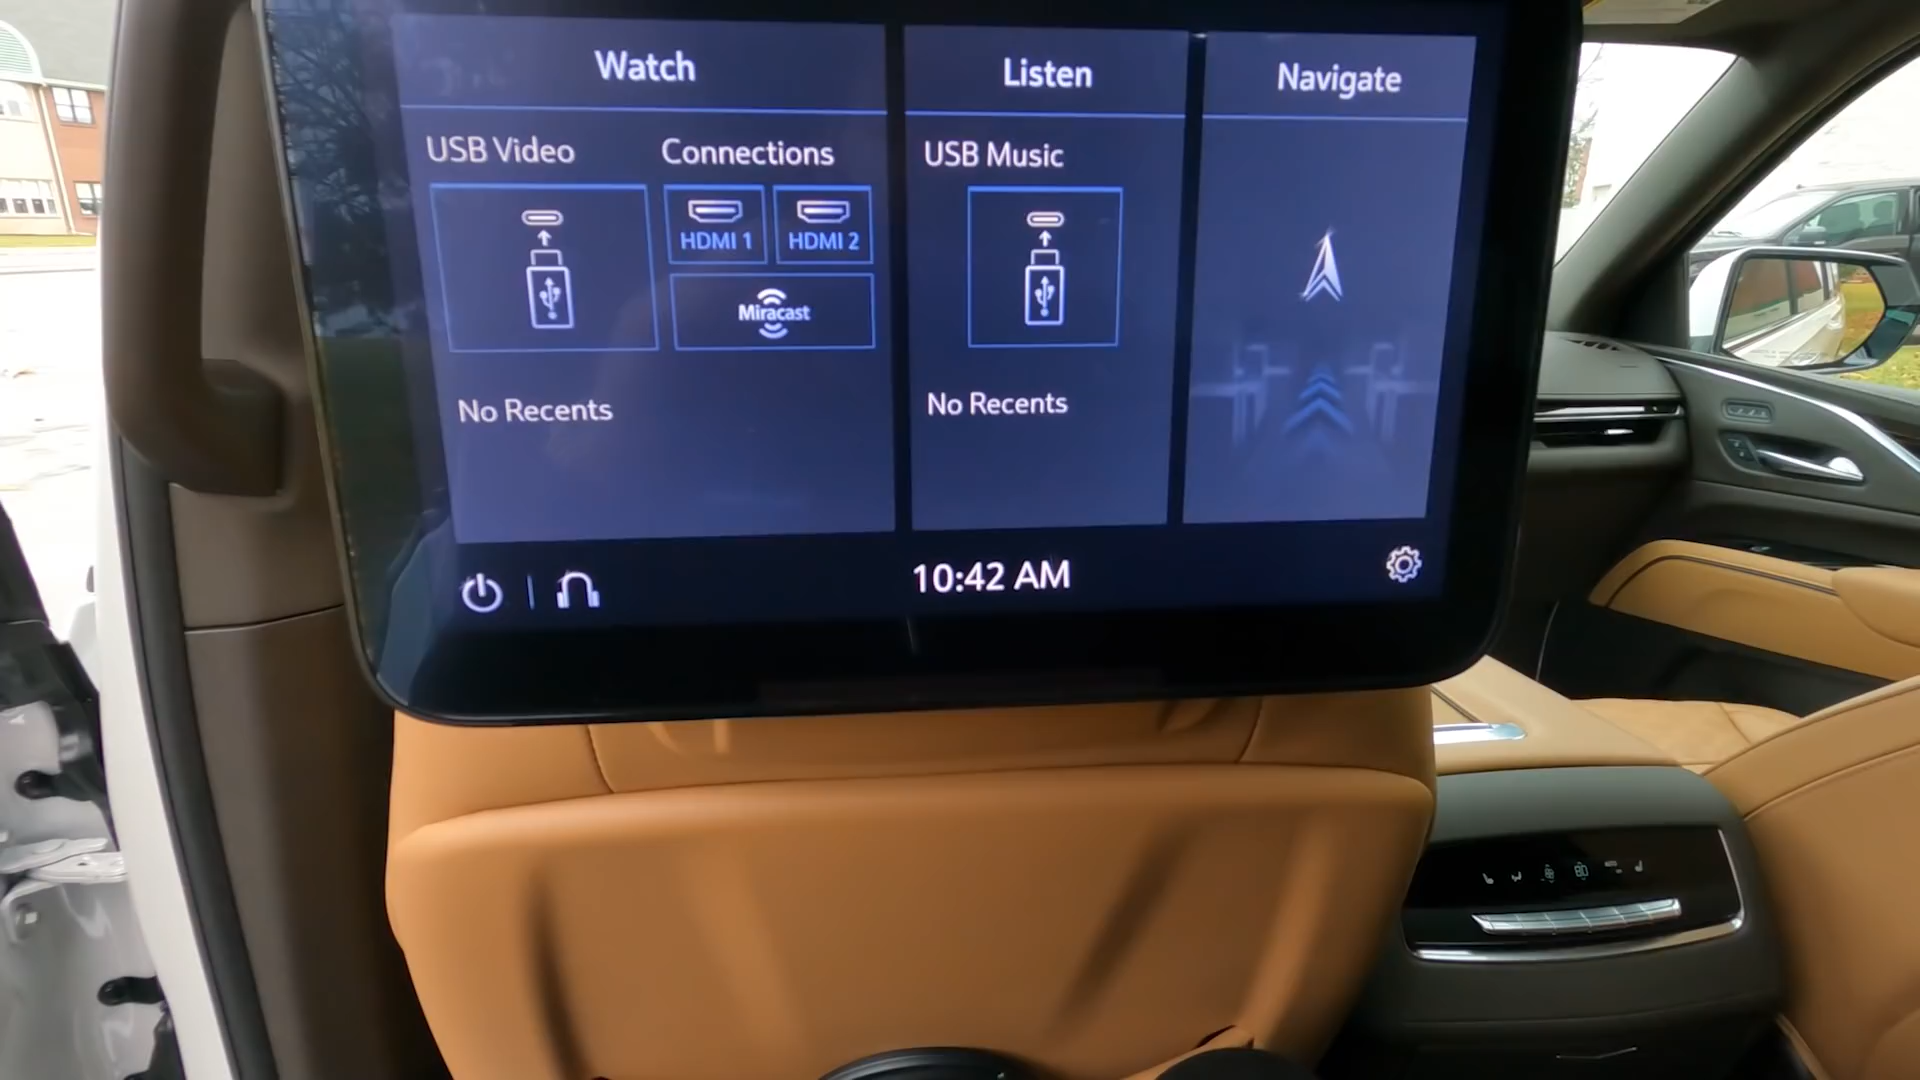 Watch
USB Video
Connections
HDMI 1
HDMI 2
Miracast
No Recents
Listen
USB Music
No Recents
Navigate
10:42 AM